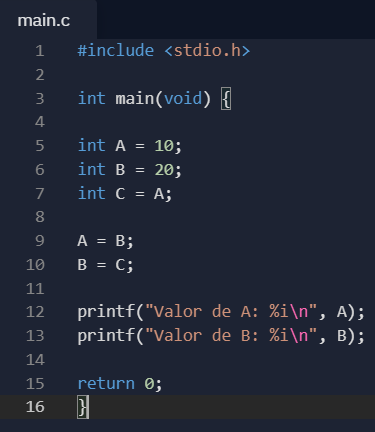 main.c
1 #include <stdio.h>
2
3 int main(void) {
4
5 int A = 10;
6 int B = 20;
7 int C = A;
8
9 A = B;
10 B = C;
11
12 printf("Valor de A: %i\n", A);
13 printf("Valor de B: %i\n", B);
14
15 return 0;
16 }